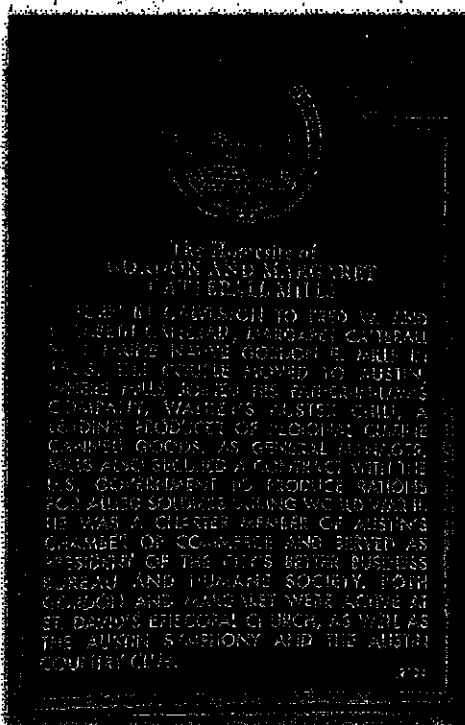 The Homesite of
GORDON AND MARGARET
CATTERALL MILLS
BORN IN GALVESTON TO FRED W. AND
MARGARET CATTERALL
NATIVE GORDON R. MILLS IN
THE COUPLE MOVED TO AUSTIN,
WHERE MILLS JOINED HIS
COMPANY, WALKER'S AUSTEX CHILI, A
LEADING PRODUCER OF REGIONAL CUISINE
CANNED GOODS, AS GENERAL MANAGER.
MILLS ALSO SECURED A CONTRACT WITH THE
U.S. GOVERNMENT TO PRODUCE RATIONS
FOR ALLIED SOLDIERS DURING WORLD WAR II.
HE WAS A CHARTER MEMBER OF AUSTIN'S
CHAMBER OF COMMERCE AND SERVED AS
PRESIDENT OF THE CITY'S BETTER BUSINESS
BUREAU AND HUMANE SOCIETY. BOTH
GORDON AND MARGARET WERE ACTIVE AT
ST. DAVID'S EPISCOPAL CHURCH, AS WELL AS
THE AUSTIN SYMPHONY AND THE AUSTIN
COUNTRY CLUB.